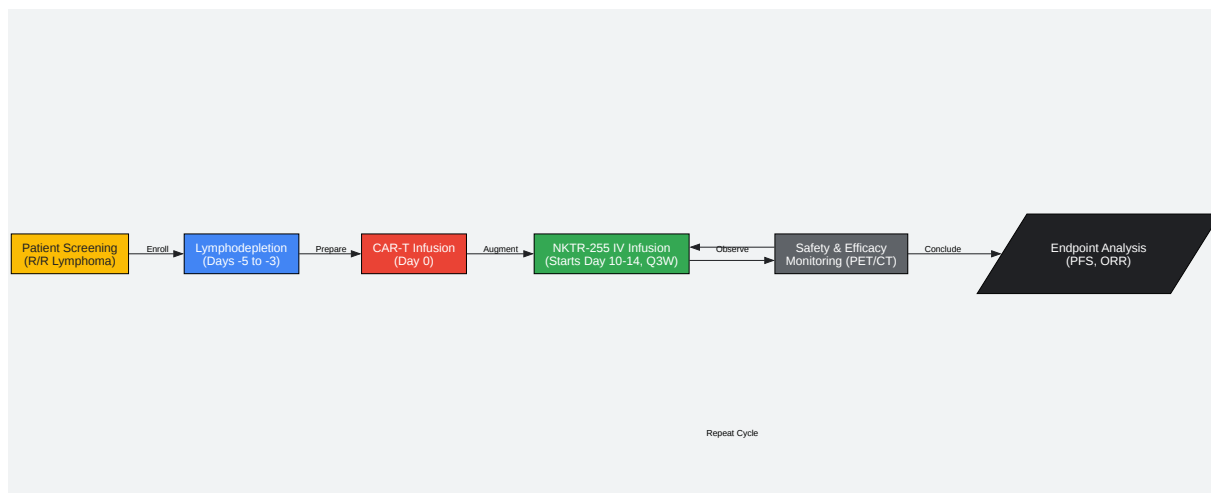 Patient Screening
(R/R Lymphoma)
Enroll
Lymphodepletion
(Days -5 to -3)
Prepare
CAR-T Infusion
(Day 0)
Augment
NKTR-255 IV Infusion
(Starts Day 10-14, Q3W)
Observe
Safety & Efficacy
Monitoring (PET/CT)
Conclude
Endpoint Analysis
(PFS, ORR)
Repeat Cycle